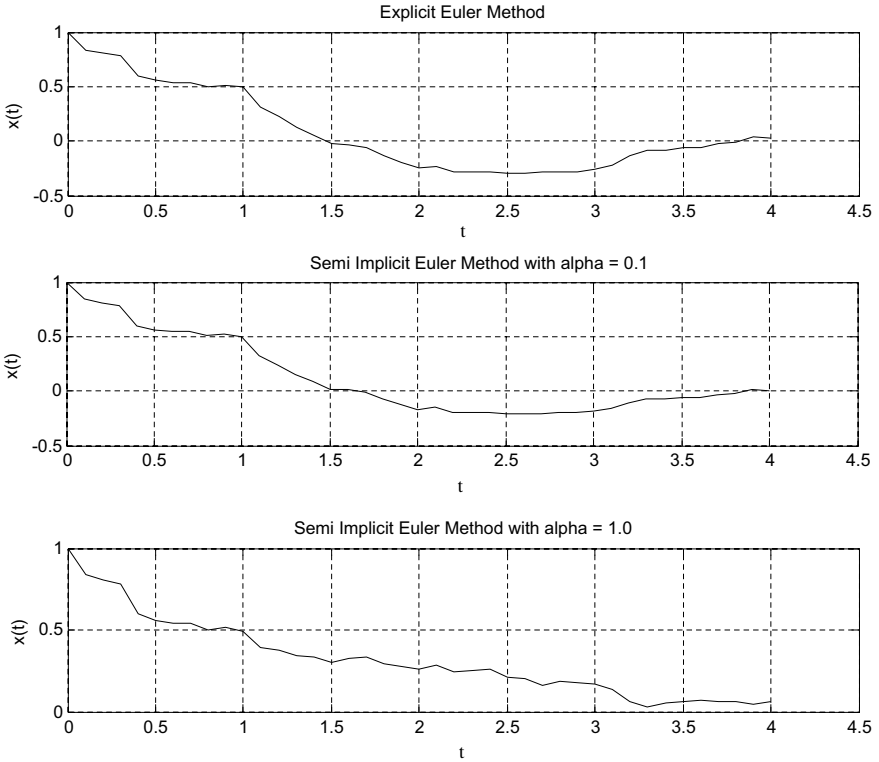 Explicit Euler Method
1
0.5
0
-0.5
x(t)
0 0.5 1 1.5 2 2.5 3 3.5 4 4.5
t
Semi Implicit Euler Method with alpha = 0.1
1
0.5
0
-0.5
x(t)
0 0.5 1 1.5 2 2.5 3 3.5 4 4.5
t
Semi Implicit Euler Method with alpha = 1.0
1
0.5
0
x(t)
0 0.5 1 1.5 2 2.5 3 3.5 4 4.5
t